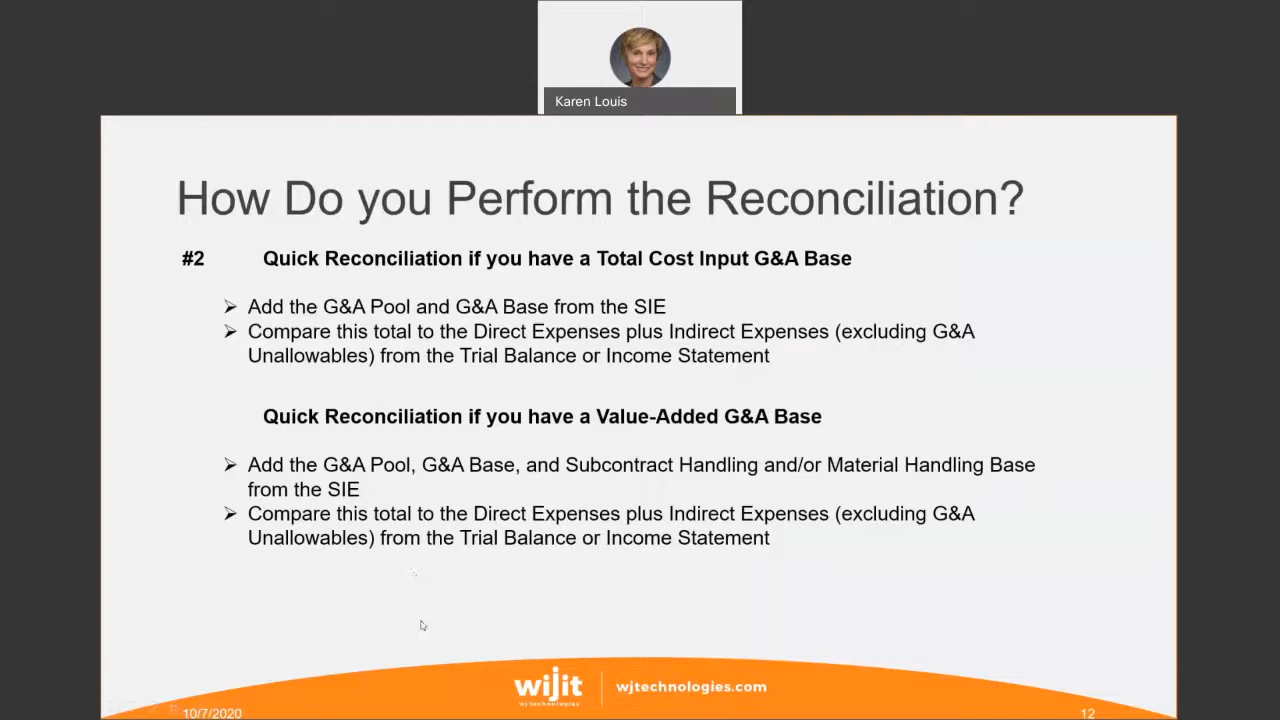 Karen Louis
How Do you Perform the Reconciliation?
#2 Quick Reconciliation if you have a Total Cost Input G&A Base
➢ Add the G&A Pool and G&A Base from the SIE
➢ Compare this total to the Direct Expenses plus Indirect Expenses (excluding G&A
Unallowables) from the Trial Balance or Income Statement
Quick Reconciliation if you have a Value-Added G&A Base
➢ Add the G&A Pool, G&A Base, and Subcontract Handling and/or Material Handling Base
from the SIE
➢ Compare this total to the Direct Expenses plus Indirect Expenses (excluding G&A
Unallowables) from the Trial Balance or Income Statement
wijit
wj technologies
wjtechnologies.com
10/7/2020
12